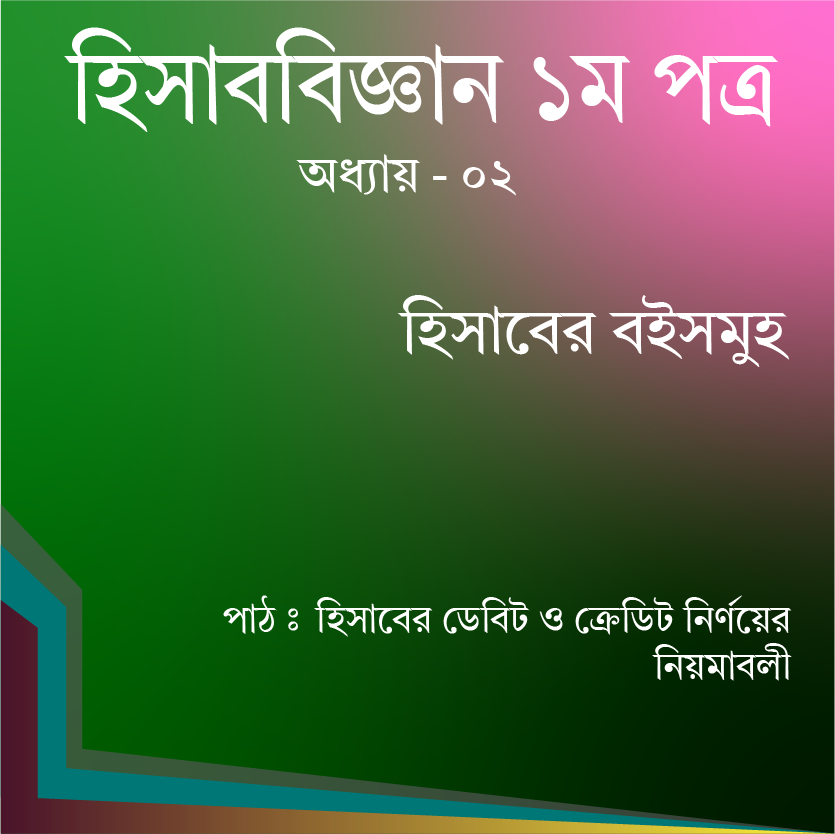 হিসাববিজ্ঞান ১ম পত্র
অধ্যায় - ০২
হিসাবের বইসমুহ
পাঠ ঃ হিসাবের ডেবিট ও ক্রেডিট নির্ণয়ের
নিয়মাবলী